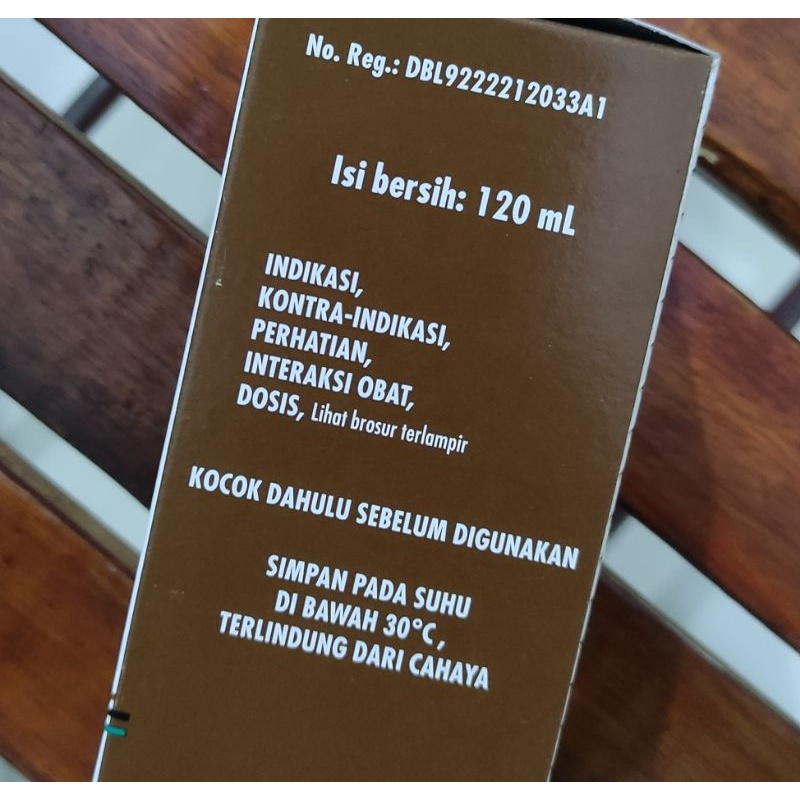 No. Reg.: DBL9222212033A1
Isi bersih: 120 mL
INDIKASI,
KONTRA-INDIKASI,
PERHATIAN,
INTERAKSI OBAT,
DOSIS, Lihat brosur terlampir
KOCOK DAHULU SEBELUM DIGUNAKAN
SIMPAN PADA SUHU
DI BAWAH 30°C,
TERLINDUNG DARI CAHAYA